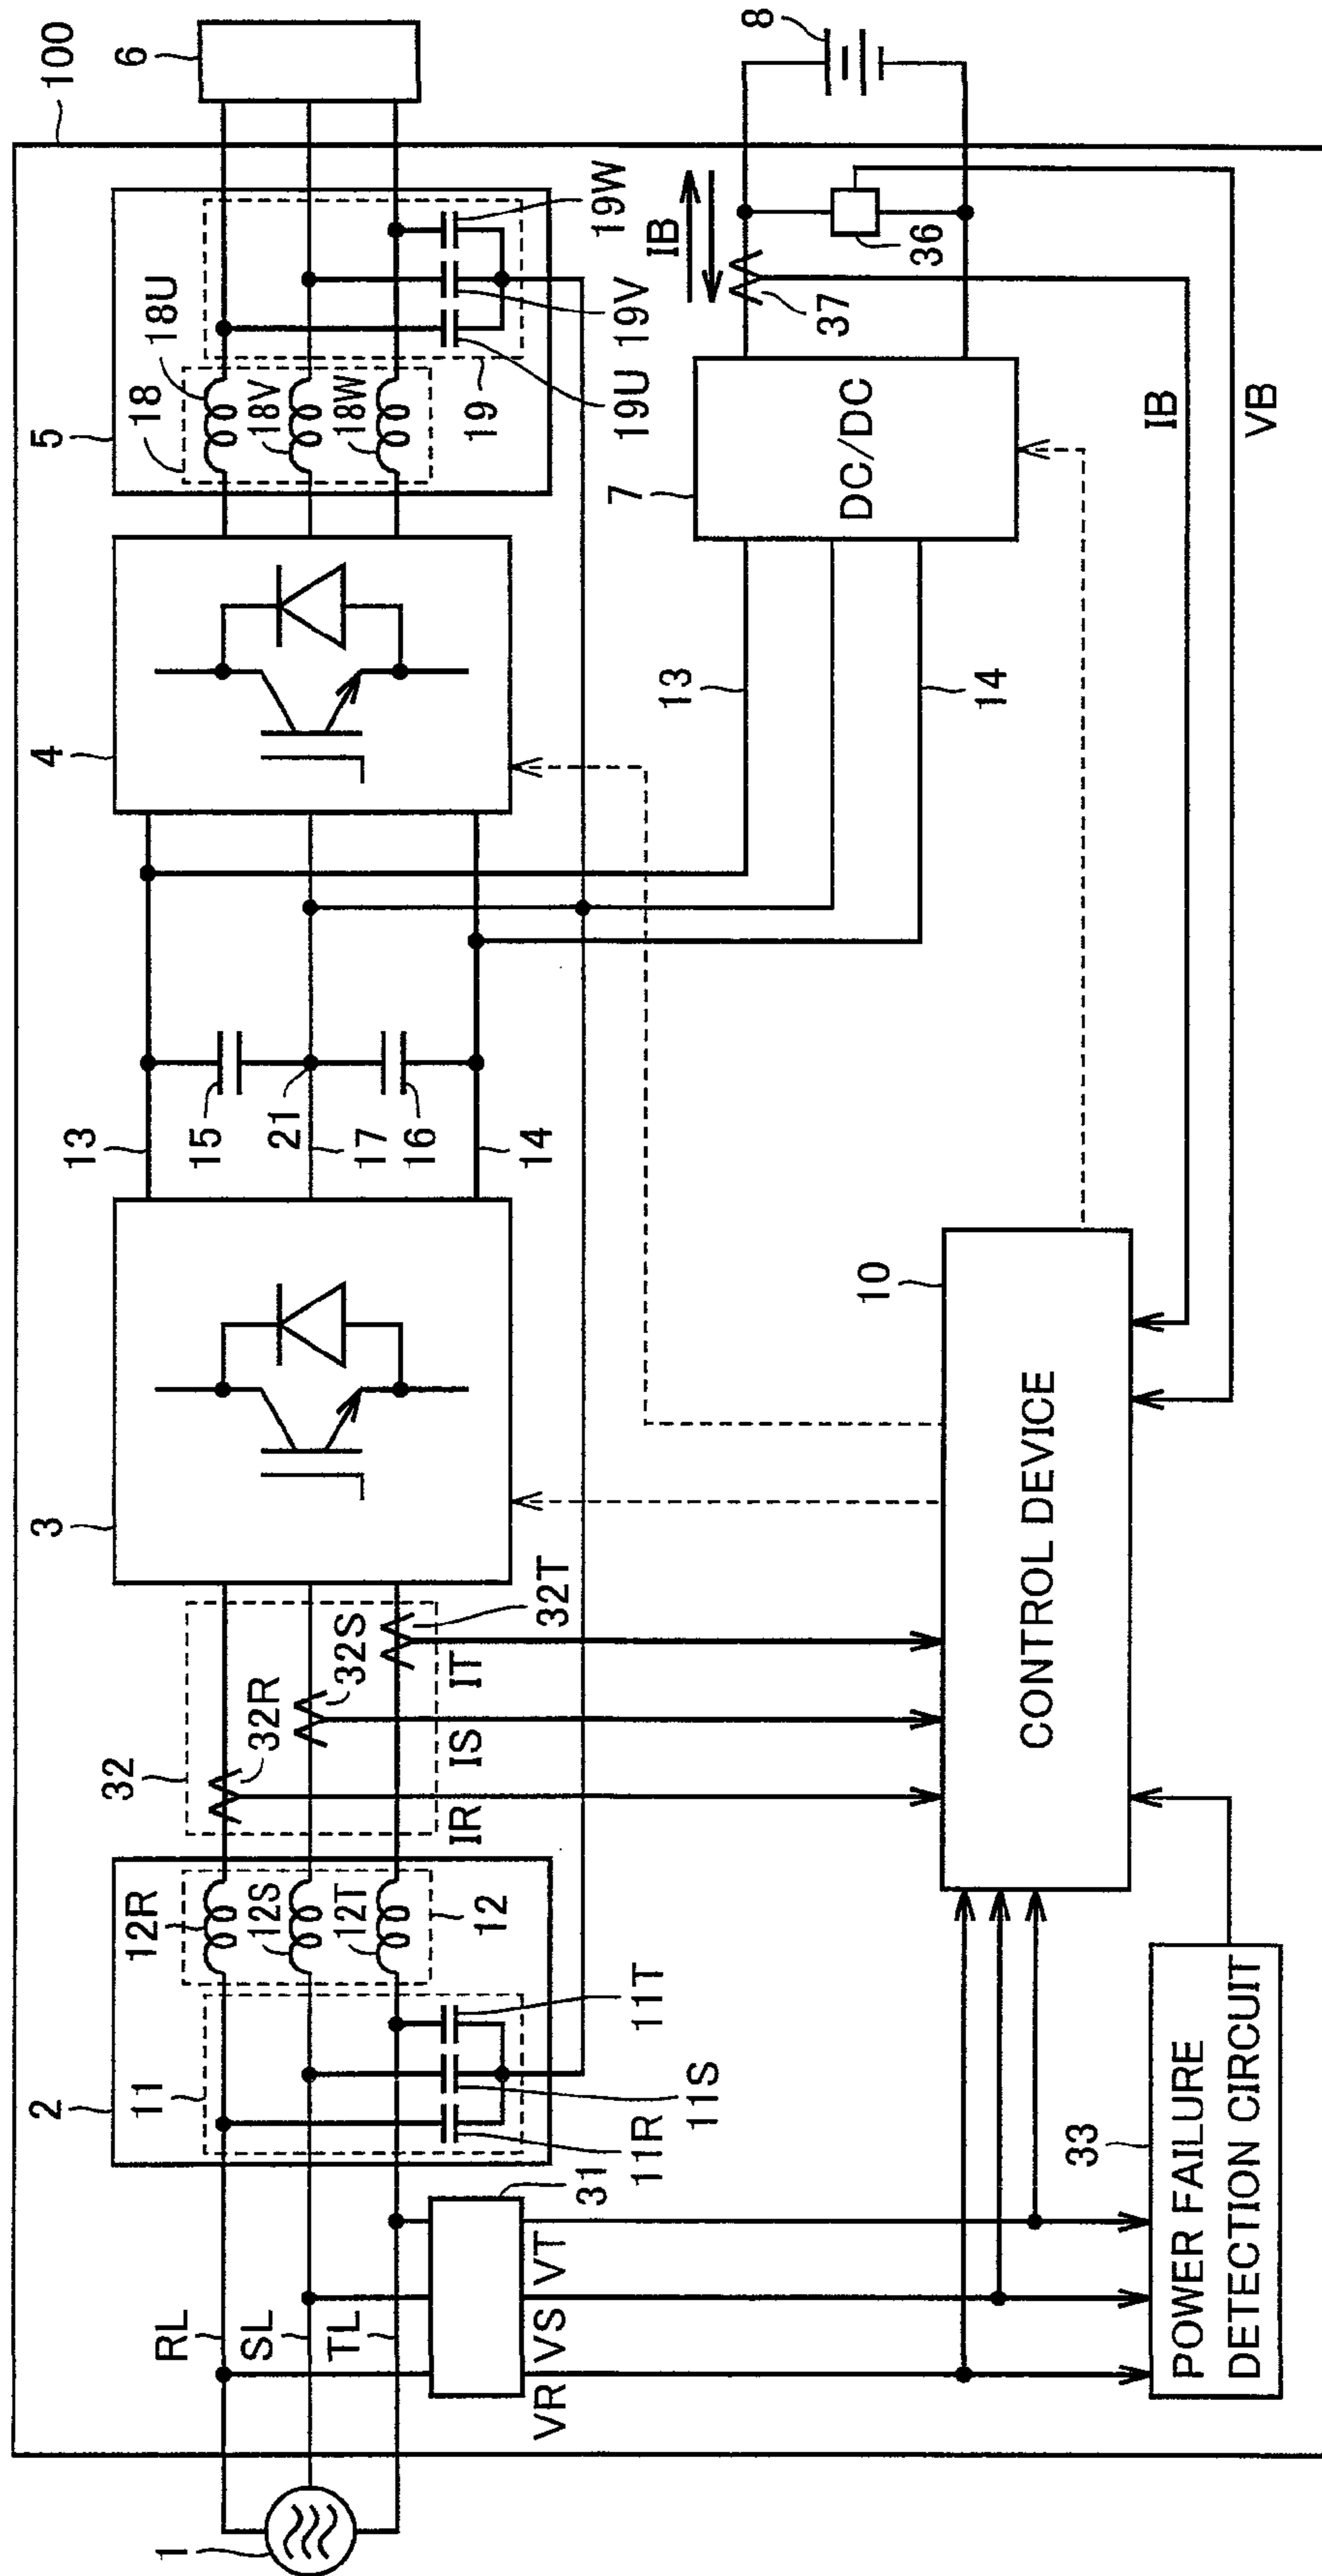 100
1
RL
SL
TL
31
VR
VS
VT
2
11
11R
11S
11T
12R
12S
12T
12
32
32R
32S
32T
IR
IS
IT
3
13
15
21
17
16
14
4
5
18
18U
18V
18W
19
19U
19V
19W
6
13
14
7
DC/DC
IB
37
36
8
IB
VB
10
CONTROL DEVICE
33
POWER FAILURE
DETECTION CIRCUIT